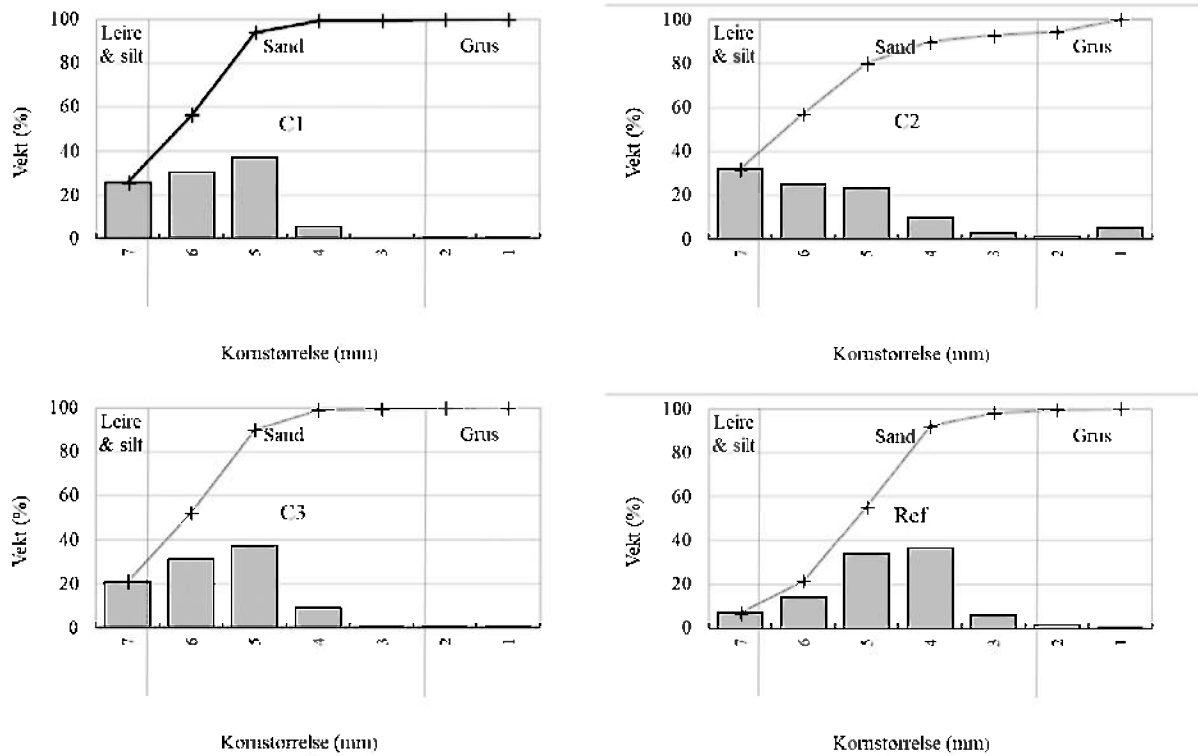 100
80
60
40
20
0
Vekt (%)
Leire
& silt
Sand
Grus
C1
7
6
5
4
3
2
1
Kornstørrelse (mm)
100
80
60
40
20
0
Vekt (%)
Leire
& silt
Sand
Grus
C2
7
6
5
4
3
2
1
Kornstørrelse (mm)
100
80
60
40
20
0
Vekt (%)
Leire
& silt
Sand
Grus
C3
7
6
5
4
3
2
1
Kornstørrelse (mm)
100
80
60
40
20
0
Vekt (%)
Leire
& silt
Sand
Grus
Ref
7
6
5
4
3
2
1
Kornstørrelse (mm)